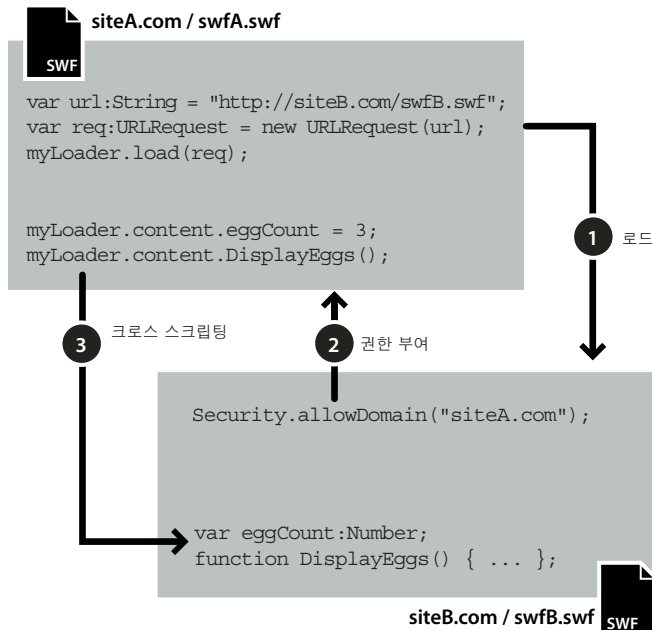 siteA.com / swfA.swf
SWF
var url:String = "http://siteB.com/swfB.swf";
var req:URLRequest = new URLRequest(url);
myLoader.load(req);
myLoader.content.eggCount = 3;
myLoader.content.DisplayEggs();
1 로드
3 크로스 스크립팅
2 권한 부여
Security.allowDomain("siteA.com");
var eggCount:Number;
function DisplayEggs() { ... };
siteB.com / swfB.swf
SWF